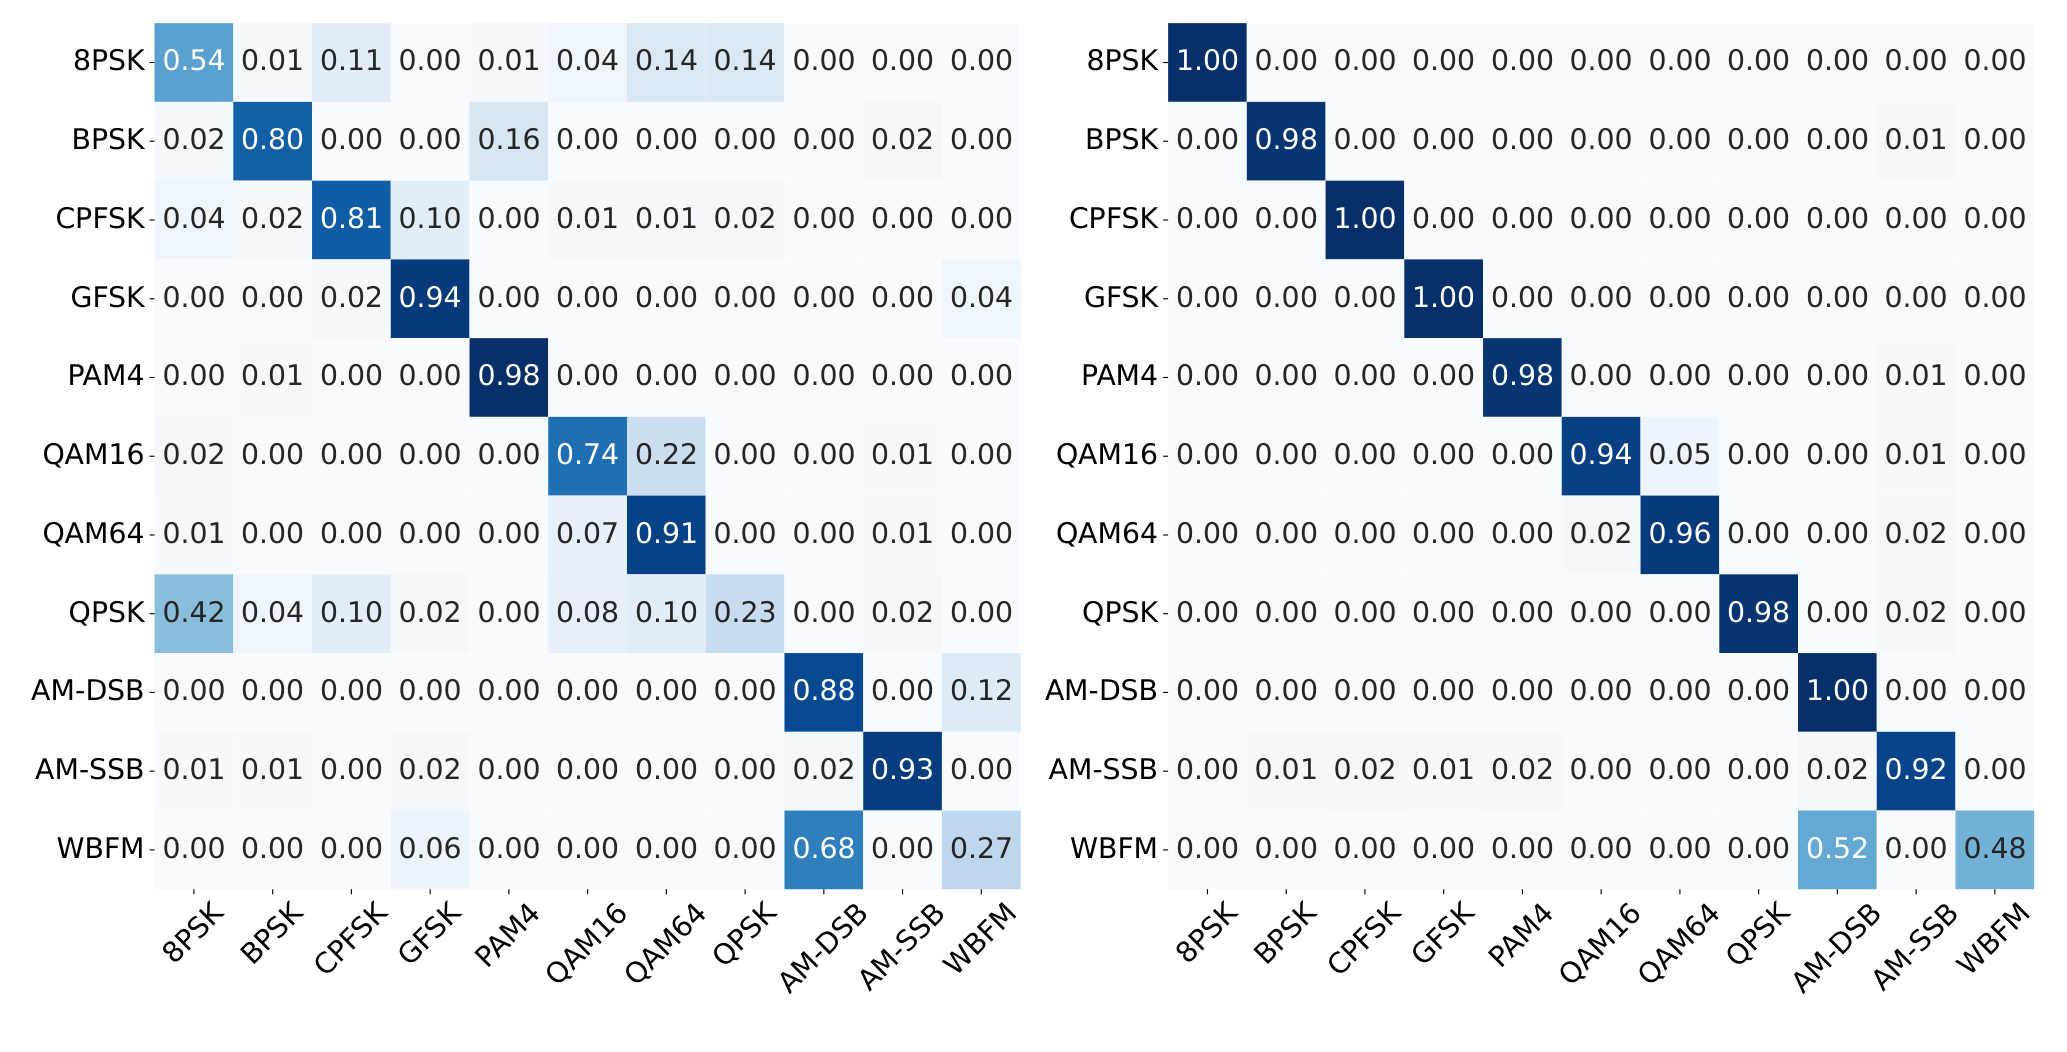 8PSK 0.54 0.01 0.11 0.00 0.01 0.04 0.14 0.14 0.00 0.00 0.00
BPSK 0.02 0.80 0.00 0.00 0.16 0.00 0.00 0.00 0.00 0.02 0.00
CPFSK 0.04 0.02 0.81 0.10 0.00 0.01 0.01 0.02 0.00 0.00 0.00
GFSK 0.00 0.00 0.02 0.94 0.00 0.00 0.00 0.00 0.00 0.00 0.04
PAM4 0.00 0.01 0.00 0.00 0.98 0.00 0.00 0.00 0.00 0.00 0.00
QAM16 0.02 0.00 0.00 0.00 0.00 0.74 0.22 0.00 0.00 0.01 0.00
QAM64 0.01 0.00 0.00 0.00 0.00 0.07 0.91 0.00 0.00 0.01 0.00
QPSK 0.42 0.04 0.10 0.02 0.00 0.08 0.10 0.23 0.00 0.02 0.00
AM-DSB 0.00 0.00 0.00 0.00 0.00 0.00 0.00 0.00 0.88 0.00 0.12
AM-SSB 0.01 0.01 0.00 0.02 0.00 0.00 0.00 0.00 0.02 0.93 0.00
WBFM 0.00 0.00 0.00 0.06 0.00 0.00 0.00 0.00 0.68 0.00 0.27
8PSK BPSK CPFSK GFSK PAM4 QAM16 QAM64 QPSK AM-DSB AM-SSB WBFM
8PSK 1.00 0.00 0.00 0.00 0.00 0.00 0.00 0.00 0.00 0.00 0.00
BPSK 0.00 0.98 0.00 0.00 0.00 0.00 0.00 0.00 0.00 0.01 0.00
CPFSK 0.00 0.00 1.00 0.00 0.00 0.00 0.00 0.00 0.00 0.00 0.00
GFSK 0.00 0.00 0.00 1.00 0.00 0.00 0.00 0.00 0.00 0.00 0.00
PAM4 0.00 0.00 0.00 0.00 0.98 0.00 0.00 0.00 0.00 0.01 0.00
QAM16 0.00 0.00 0.00 0.00 0.00 0.94 0.05 0.00 0.00 0.01 0.00
QAM64 0.00 0.00 0.00 0.00 0.00 0.02 0.96 0.00 0.00 0.02 0.00
QPSK 0.00 0.00 0.00 0.00 0.00 0.00 0.00 0.98 0.00 0.02 0.00
AM-DSB 0.00 0.00 0.00 0.00 0.00 0.00 0.00 0.00 1.00 0.00 0.00
AM-SSB 0.00 0.01 0.02 0.01 0.02 0.00 0.00 0.00 0.02 0.92 0.00
WBFM 0.00 0.00 0.00 0.00 0.00 0.00 0.00 0.00 0.52 0.00 0.48
8PSK BPSK CPFSK GFSK PAM4 QAM16 QAM64 QPSK AM-DSB AM-SSB WBFM